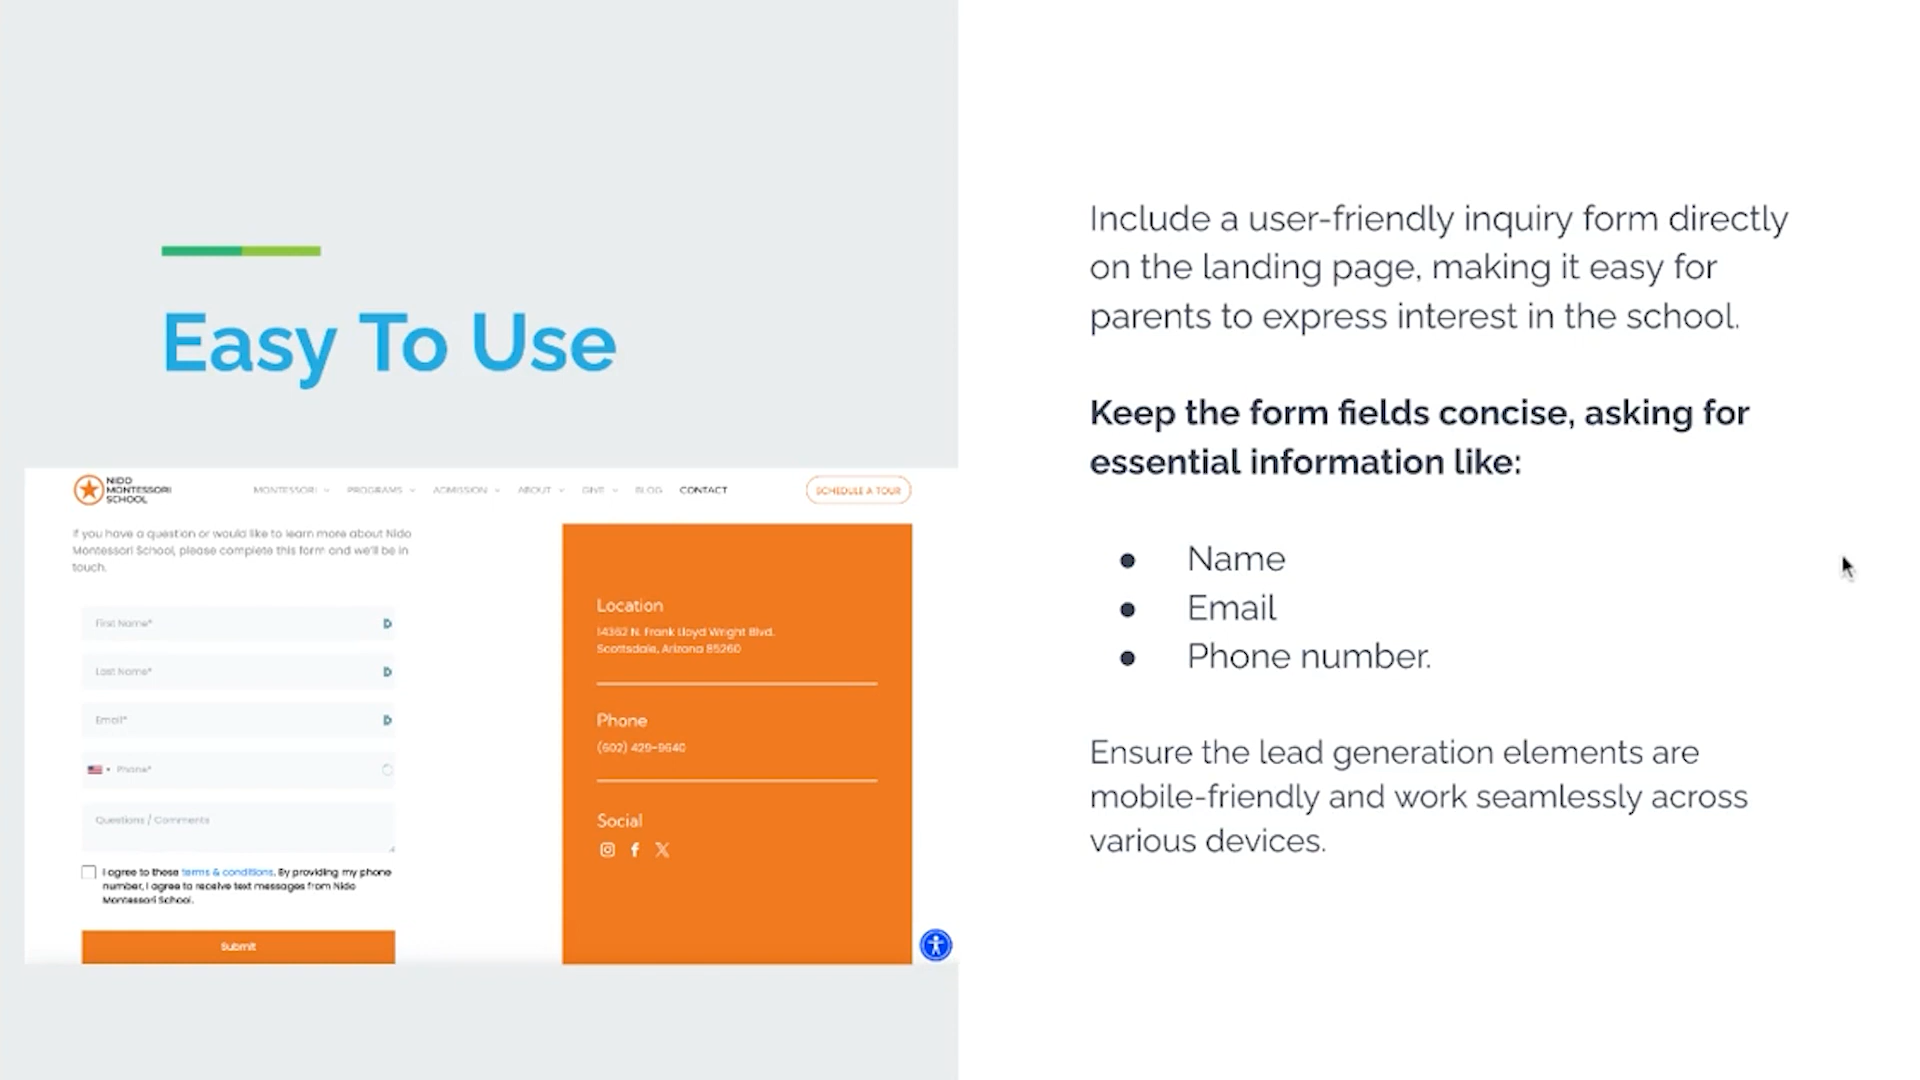 Easy To Use
NIDO
MONTESSORI
SCHOOL
MONTESSORI
PROGRAMS
ADMISSION
ABOUT
GIVE
BLOG
CONTACT
SCHEDULE A TOUR
If you have a question or would like to learn more about Nido
Montessori School, please complete this form and we'll be in
touch.
First Name*
Last Name*
Email*
Phone*
Questions / Comments
I agree to these terms & conditions. By providing my phone
number, I agree to receive text messages from Nido
Montessori School.
Submit
Location
14362 N. Frank Lloyd Wright Blvd.
Scottsdale, Arizona 85260
Phone
(602) 429-9640
Social
Include a user-friendly inquiry form directly
on the landing page, making it easy for
parents to express interest in the school.
Keep the form fields concise, asking for
essential information like:
● Name
● Email
● Phone number.
Ensure the lead generation elements are
mobile-friendly and work seamlessly across
various devices.